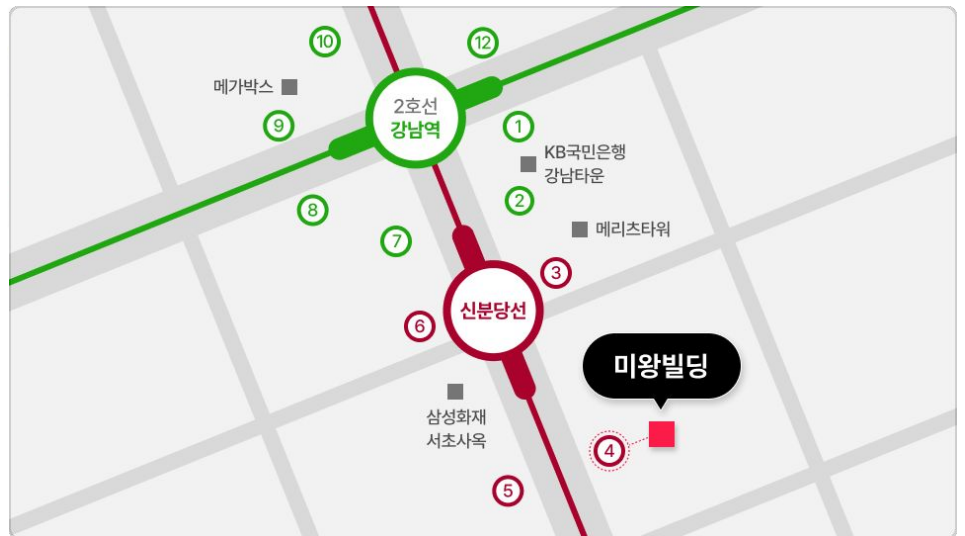 ⑩
⑫
메가박스
2호선
강남역
⑨
①
KB국민은행
강남타운
②
⑧
메리츠타워
⑦
③
신분당선
⑥
미왕빌딩
삼성화재
서초사옥
④
⑤